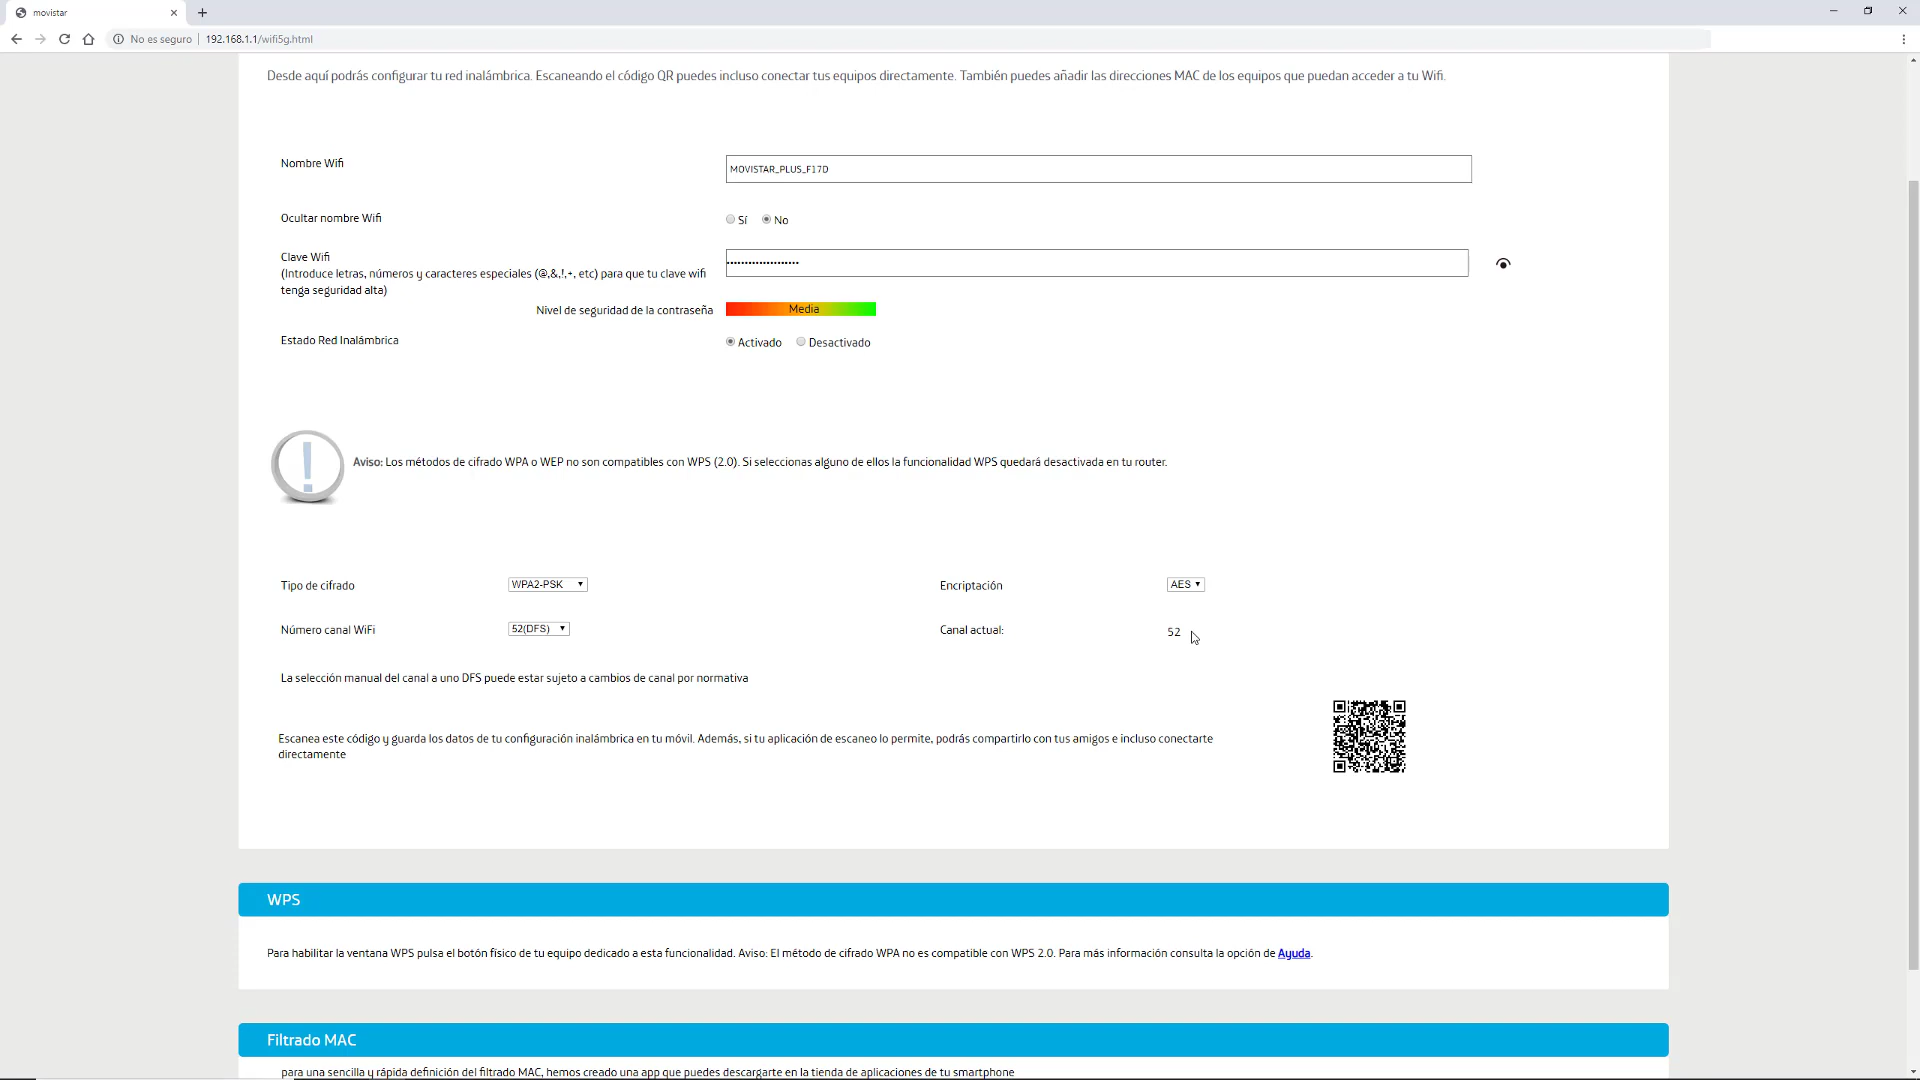 movistar
No es seguro
192.168.1.1/wifi5g.html
Desde aquí podrás configurar tu red inalámbrica. Escaneando el código QR puedes incluso conectar tus equipos directamente. También puedes añadir las direcciones MAC de los equipos que puedan acceder a tu Wifi.
Nombre Wifi
MOVISTAR_PLUS_F17D
Ocultar nombre Wifi
Sí No
Clave Wifi
(Introduce letras, números y caracteres especiales (@,&,!,+, etc) para que tu clave wifi
tenga seguridad alta)
Nivel de seguridad de la contraseña
Media
Estado Red Inalámbrica
Activado Desactivado
Aviso: Los métodos de cifrado WPA o WEP no son compatibles con WPS (2.0). Si seleccionas alguno de ellos la funcionalidad WPS quedará desactivada en tu router.
Tipo de cifrado
WPA2-PSK
Encriptación
AES
Número canal WiFi
52(DFS)
Canal actual:
52
La selección manual del canal a uno DFS puede estar sujeto a cambios de canal por normativa
Escanea este código y guarda los datos de tu configuración inalámbrica en tu móvil. Además, si tu aplicación de escaneo lo permite, podrás compartirlo con tus amigos e incluso conectarte
directamente
WPS
Para habilitar la ventana WPS pulsa el botón físico de tu equipo dedicado a esta funcionalidad. Aviso: El método de cifrado WPA no es compatible con WPS 2.0. Para más información consulta la opción de Ayuda.
Filtrado MAC
para una sencilla y rápida definición del filtrado MAC, hemos creado una app que puedes descargarte en la tienda de aplicaciones de tu smartphone